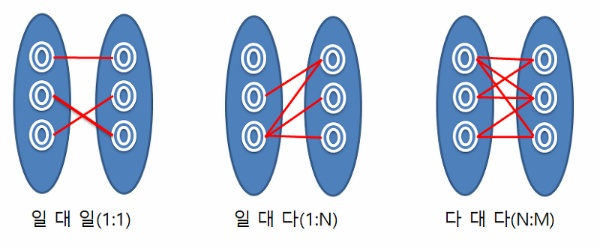 일 대 일(1:1)
일 대 다(1:N)
다 대 다(N:M)